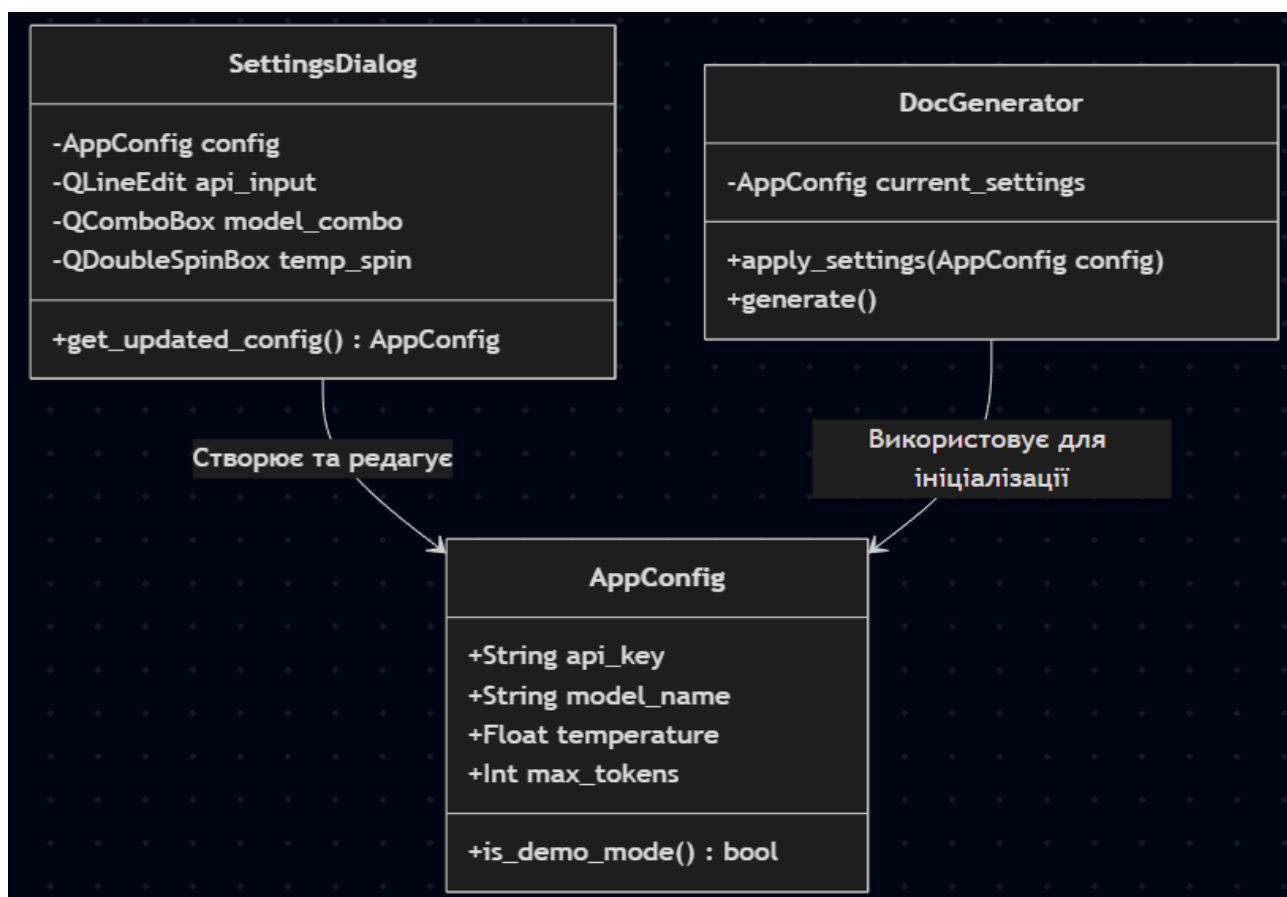 SettingsDialog
-AppConfig config
-QLineEdit api_input
-QComboBox model_combo
-QDoubleSpinBox temp_spin
+get_updated_config() : AppConfig
DocGenerator
-AppConfig current_settings
+apply_settings(AppConfig config)
+generate()
Створює та редагує
Використовує для
ініціалізації
AppConfig
+String api_key
+String model_name
+Float temperature
+Int max_tokens
+is_demo_mode() : bool